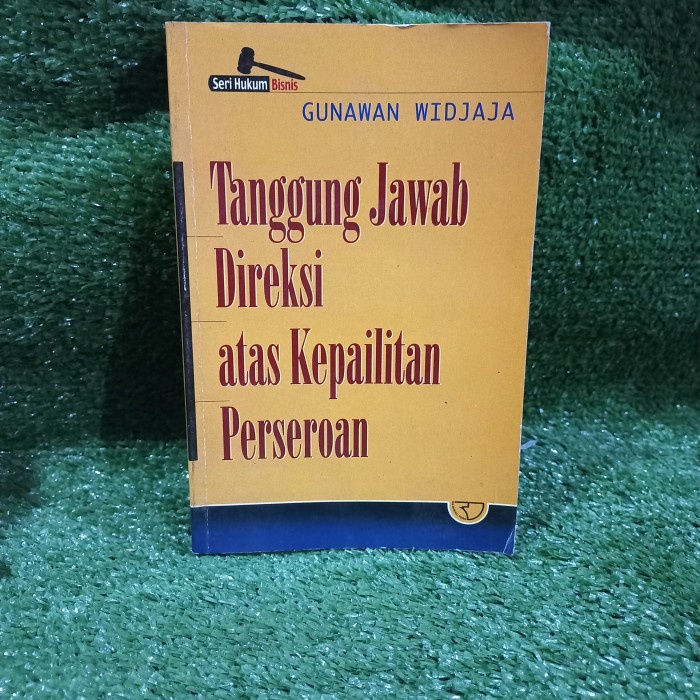 Seri Hukum Bisnis
GUNAWAN WIDJAJA
Tanggung Jawab
Direksi
atas Kepailitan
Perseroan